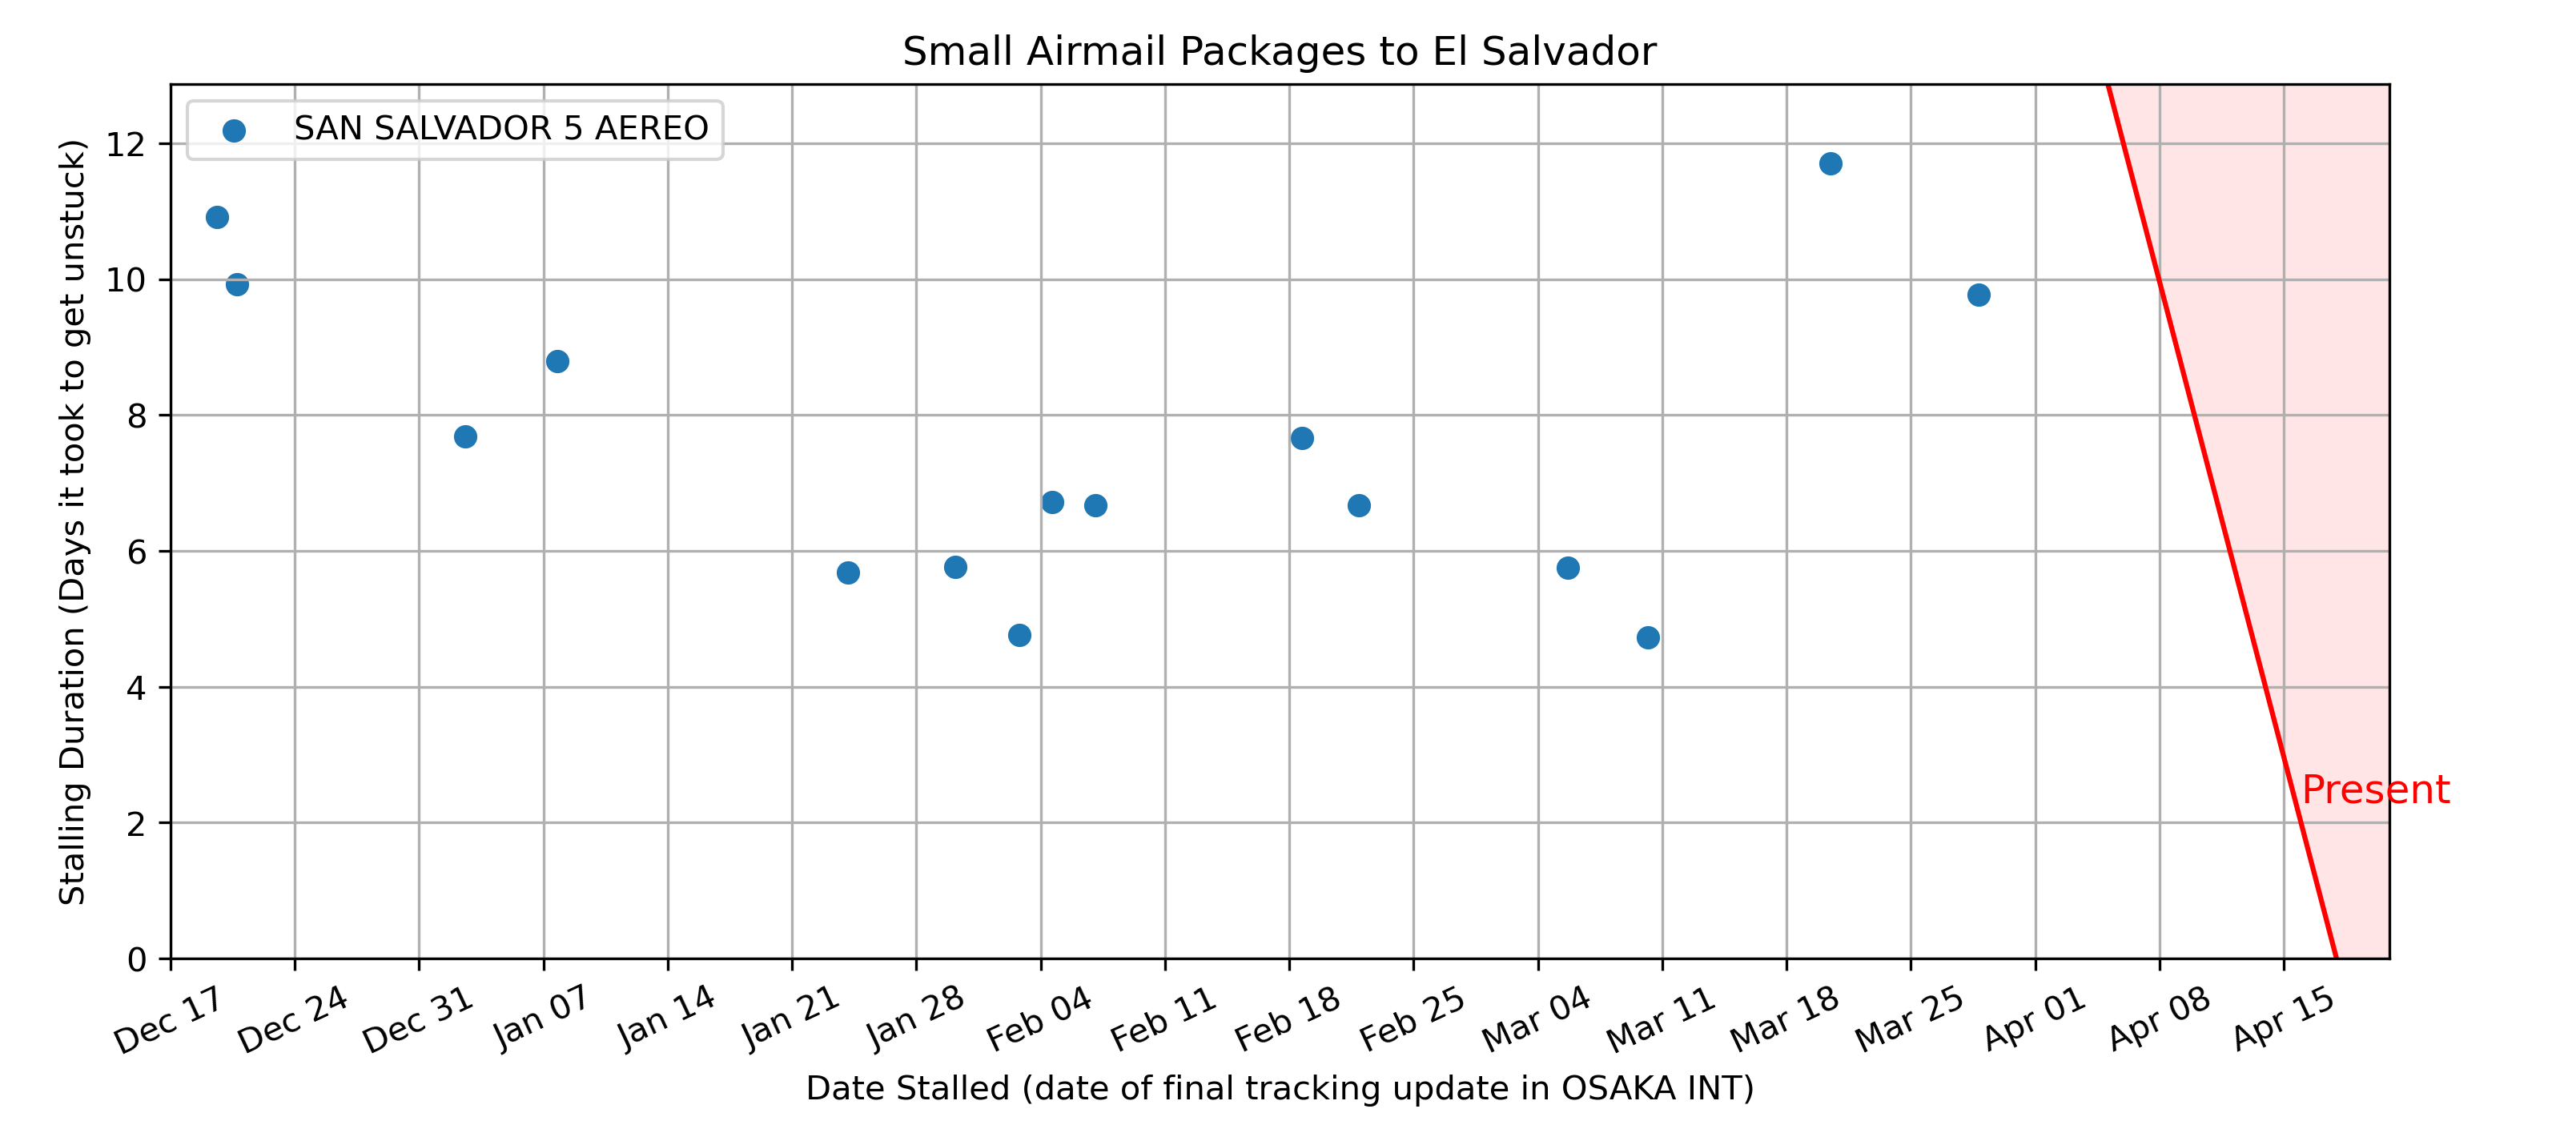 Small Airmail Packages to El Salvador
SAN SALVADOR 5 AEREO
Stalling Duration (Days it took to get unstuck)
12
10
8
6
4
2
0
Present
Dec 17
Dec 24
Dec 31
Jan 07
Jan 14
Jan 21
Jan 28
Feb 04
Feb 11
Feb 18
Feb 25
Mar 04
Mar 11
Mar 18
Mar 25
Apr 01
Apr 08
Apr 15
Date Stalled (date of final tracking update in OSAKA INT)